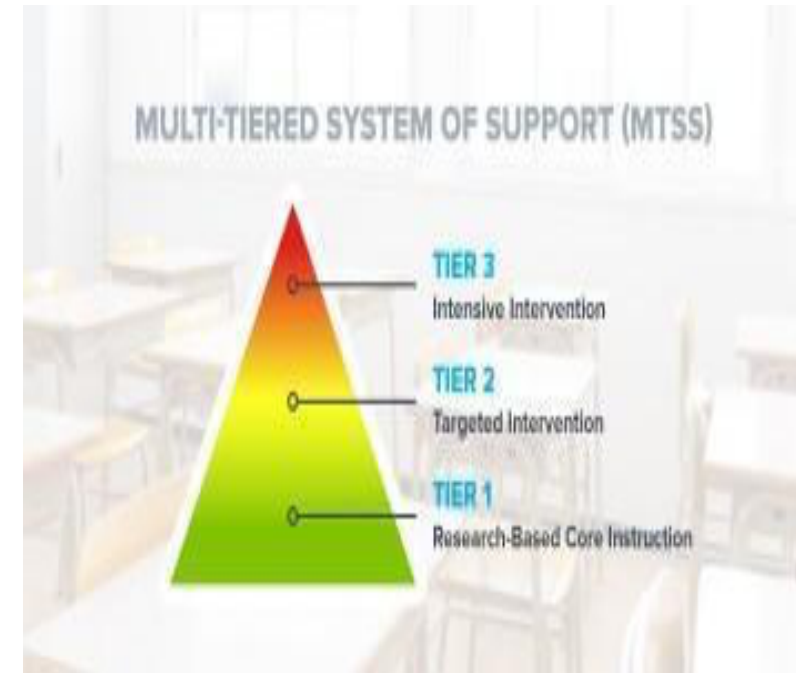 MULTI-TIERED SYSTEM OF SUPPORT (MTSS)
TIER 3
Intensive Intervention
TIER 2
Targeted Intervention
TIER 1
Research-Based Core Instruction